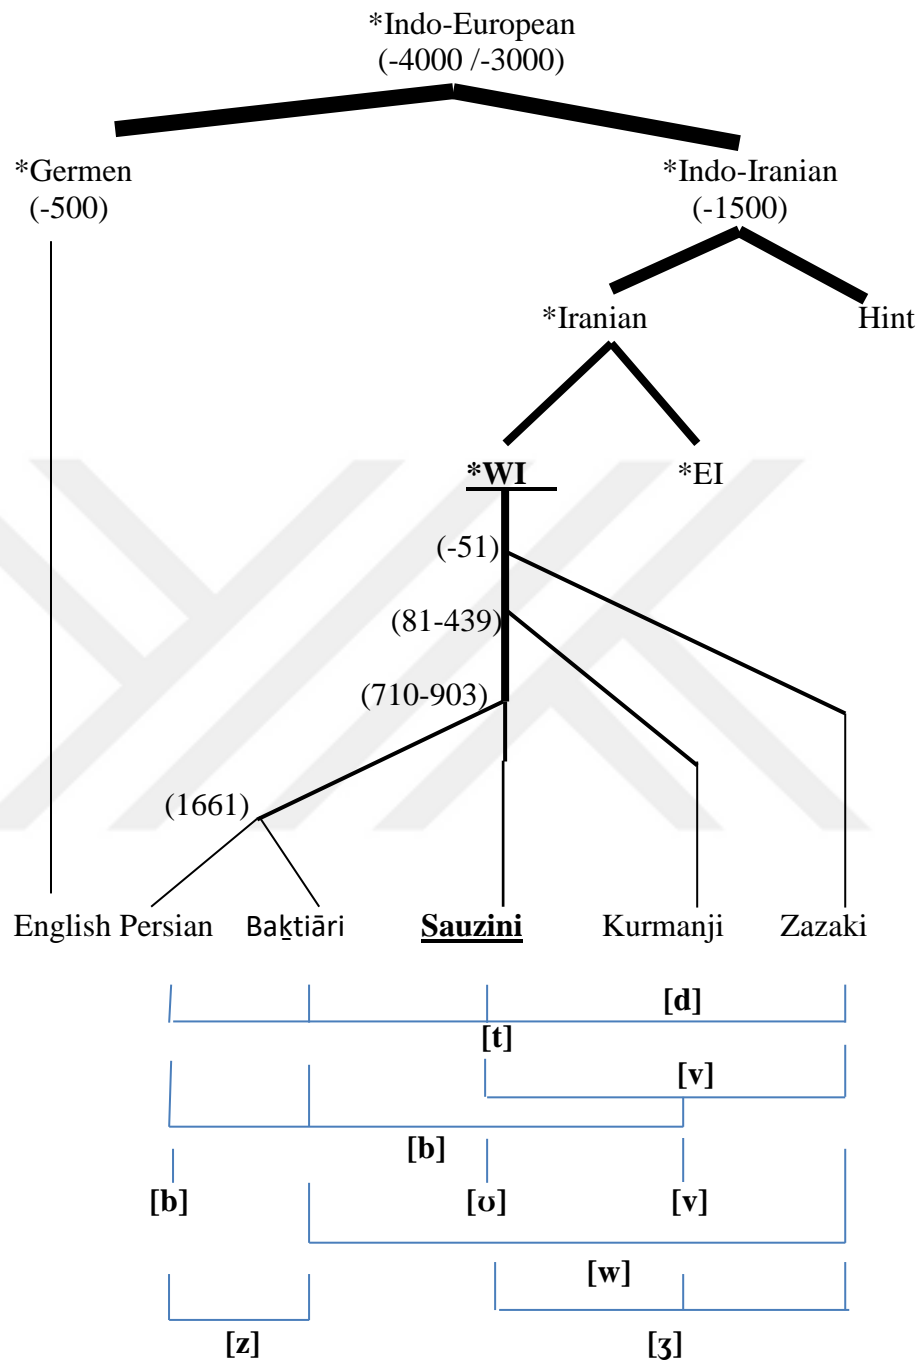 *Indo-European
(-4000 /-3000)
*Germen *Indo-Iranian
(-500) (-1500)
*Iranian Hint
*WI *EI
(-51)
(81-439)
(710-903)
(1661)
English Persian Baḵtiāri Sauzini Kurmanji Zazaki
[d]
[t]
[v]
[b]
[b] [ʊ] [v]
[w]
[z] [ʒ]